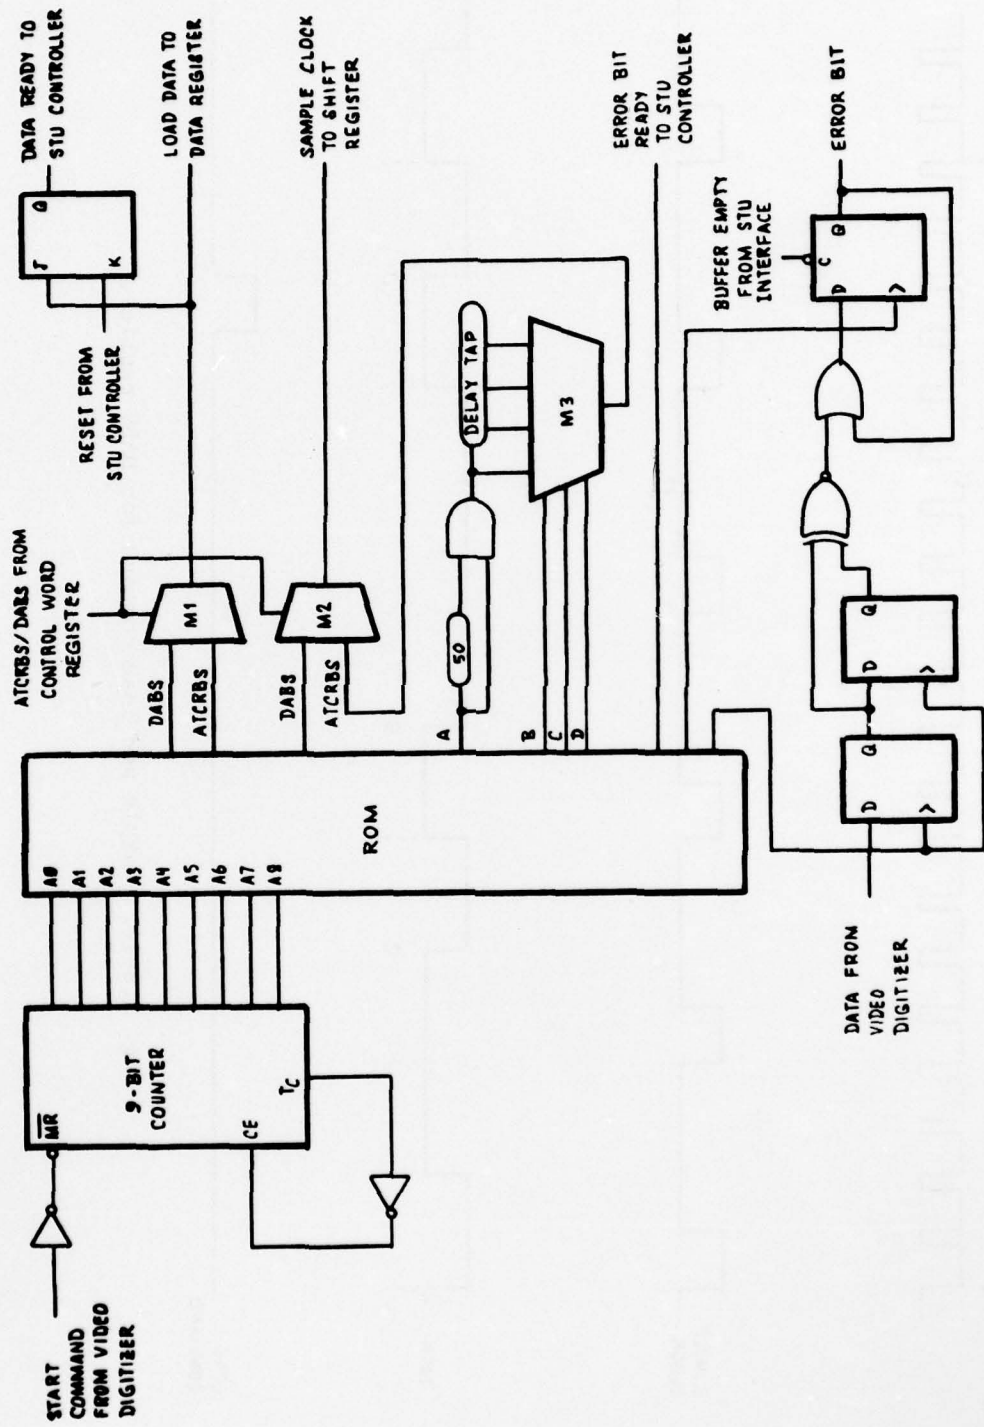 START
COMMAND
FROM VIDEO
DIGITIZER
MR
9-BIT
COUNTER
CE
TC
A0
A1
A2
A3
A4
A5
A6
A7
A8
ROM
ATCRBS/DABS FROM
CONTROL WORD
REGISTER
DABS
ATCRBS
M1
DABS
ATCRBS
M2
RESET FROM
STU CONTROLLER
J
K
Q
DATA READY TO
STU CONTROLLER
LOAD DATA TO
DATA REGISTER
SAMPLE CLOCK
TO SHIFT
REGISTER
A
50
DELAY TAP
B
C
D
M3
ERROR BIT
READY
TO STU
CONTROLLER
BUFFER EMPTY
FROM STU
INTERFACE
D
C
Q
ERROR BIT
DATA FROM
VIDEO
DIGITIZER
D
Q
D
Q